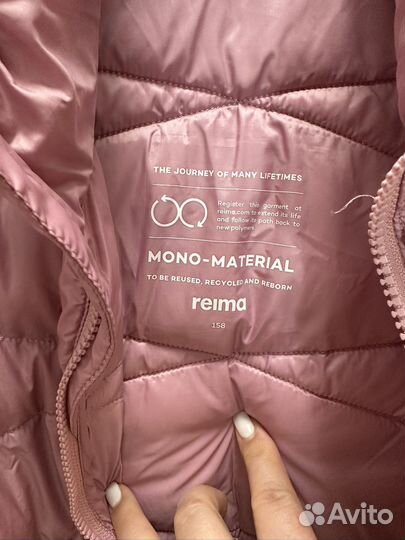 THE JOURNEY OF MANY LIFETIMES
Register this garment at
reima.com to extend its life
and follow its path back to
new polymers.
MONO-MATERIAL
TO BE REUSED, RECYCLED AND REBORN
reima
158
Avito